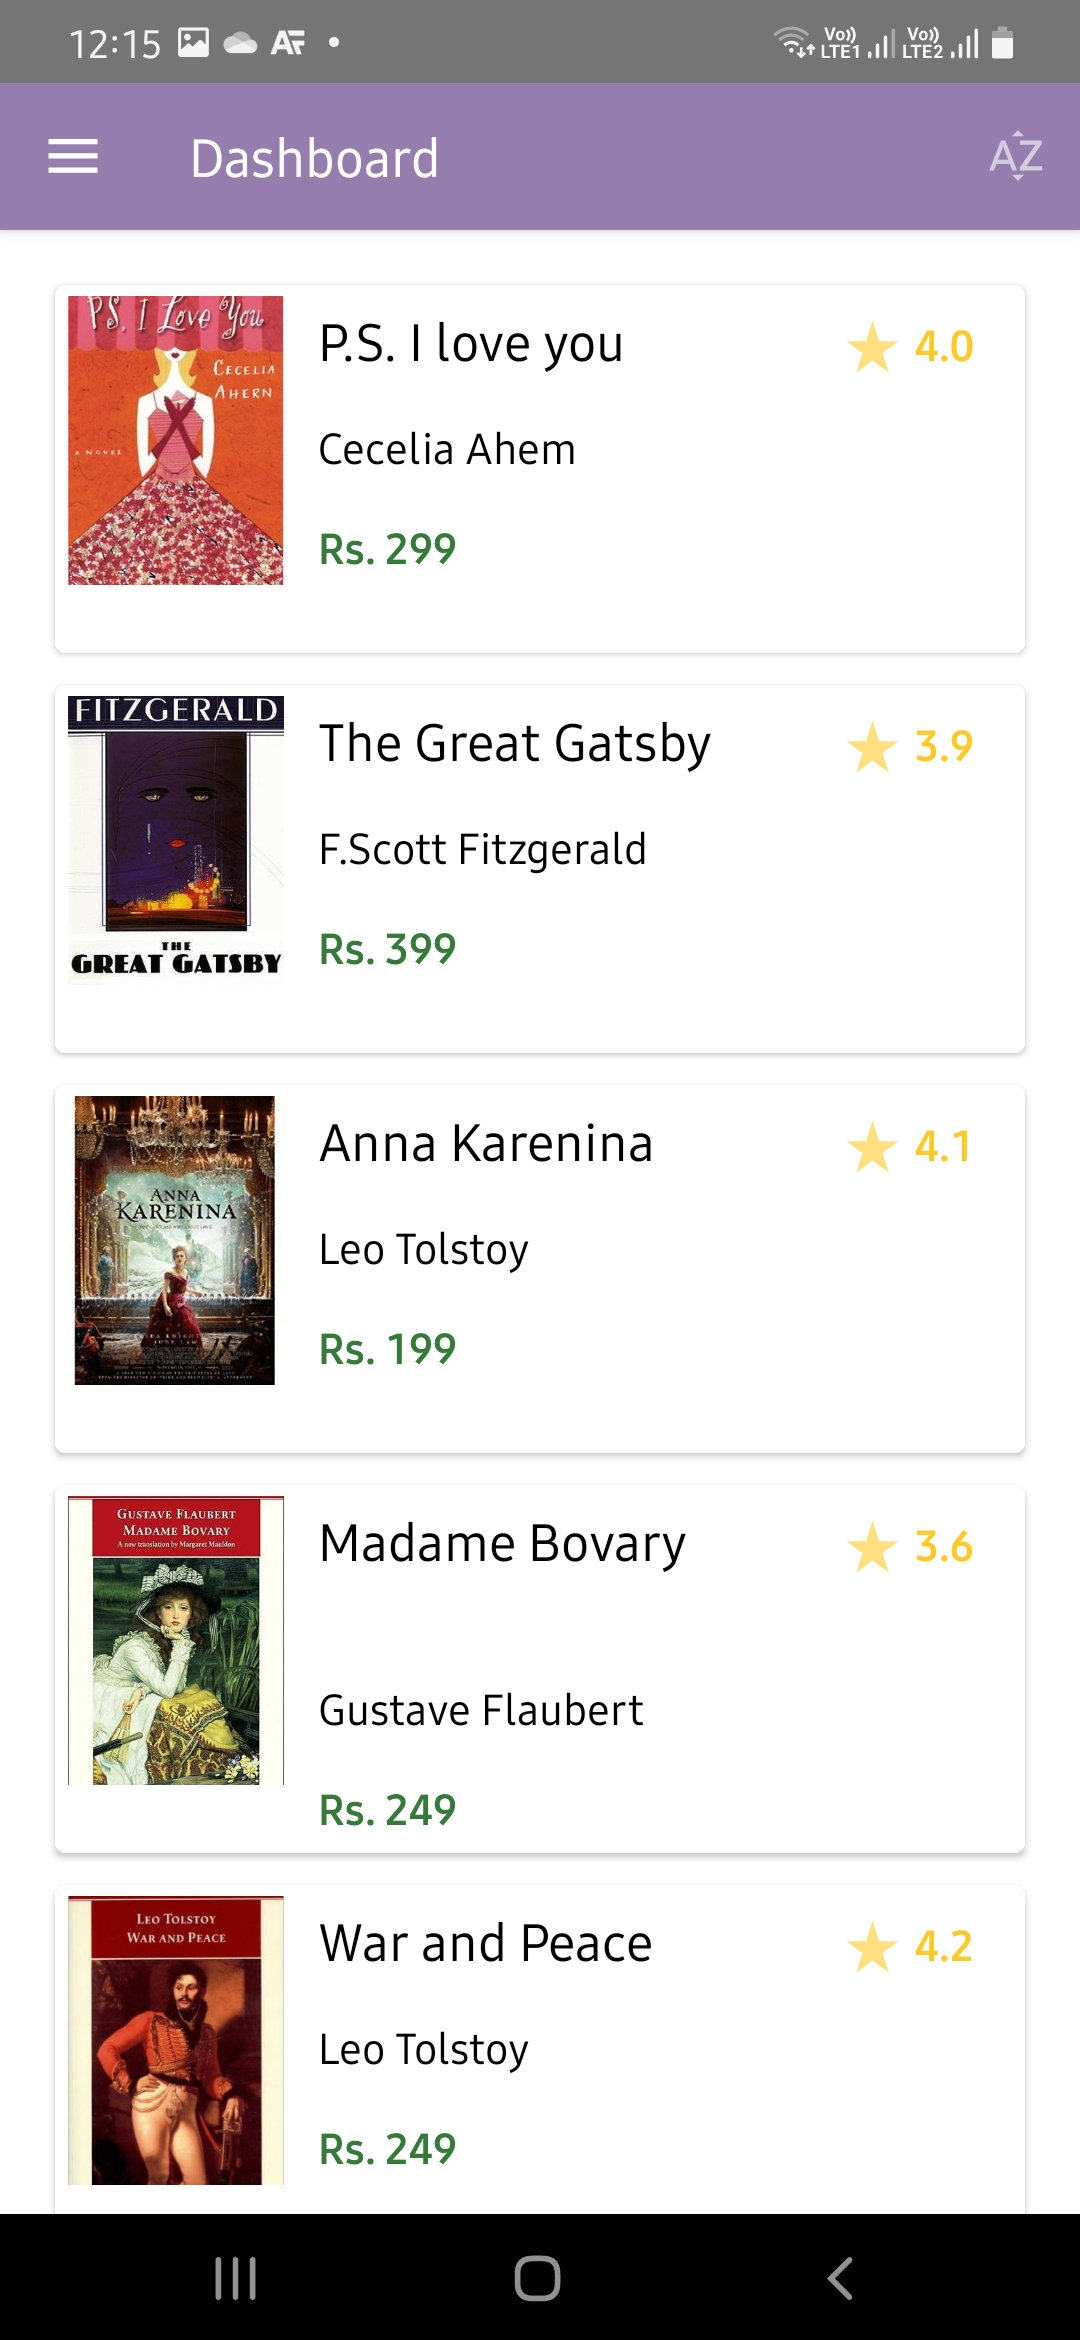 12:15 AF
Vo)) LTE1 Vo)) LTE2
Dashboard
AZ
P.S, I Love You
CECELIA
AHERN
A NOVEL
P.S. I love you
4.0
Cecelia Ahem
Rs. 299
FITZGERALD
THE
GREAT GATSBY
The Great Gatsby
3.9
F.Scott Fitzgerald
Rs. 399
ANNA
KARENINA
Anna Karenina
4.1
Leo Tolstoy
Rs. 199
GUSTAVE FLAUBERT
MADAME BOVARY
A new translation by Margaret Mauldon
Madame Bovary
3.6
Gustave Flaubert
Rs. 249
LEO TOLSTOY
WAR AND PEACE
War and Peace
4.2
Leo Tolstoy
Rs. 249